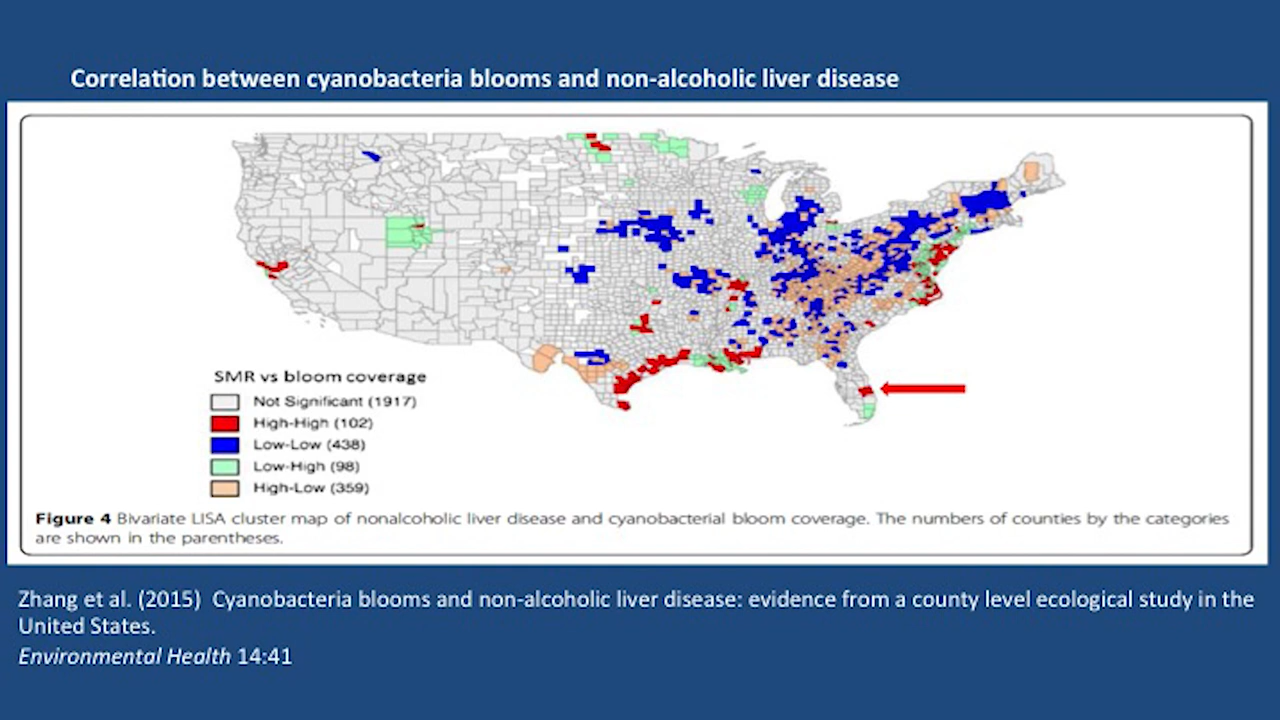 Correlation between cyanobacteria blooms and non-alcoholic liver disease
SMR vs bloom coverage
Not Significant (1917)
High-High (102)
Low-Low (438)
Low-High (98)
High-Low (359)
Figure 4 Bivariate LISA cluster map of nonalcoholic liver disease and cyanobacterial bloom coverage. The numbers of counties by the categories
are shown in the parentheses.
Zhang et al. (2015) Cyanobacteria blooms and non-alcoholic liver disease: evidence from a county level ecological study in the
United States.
Environmental Health 14:41